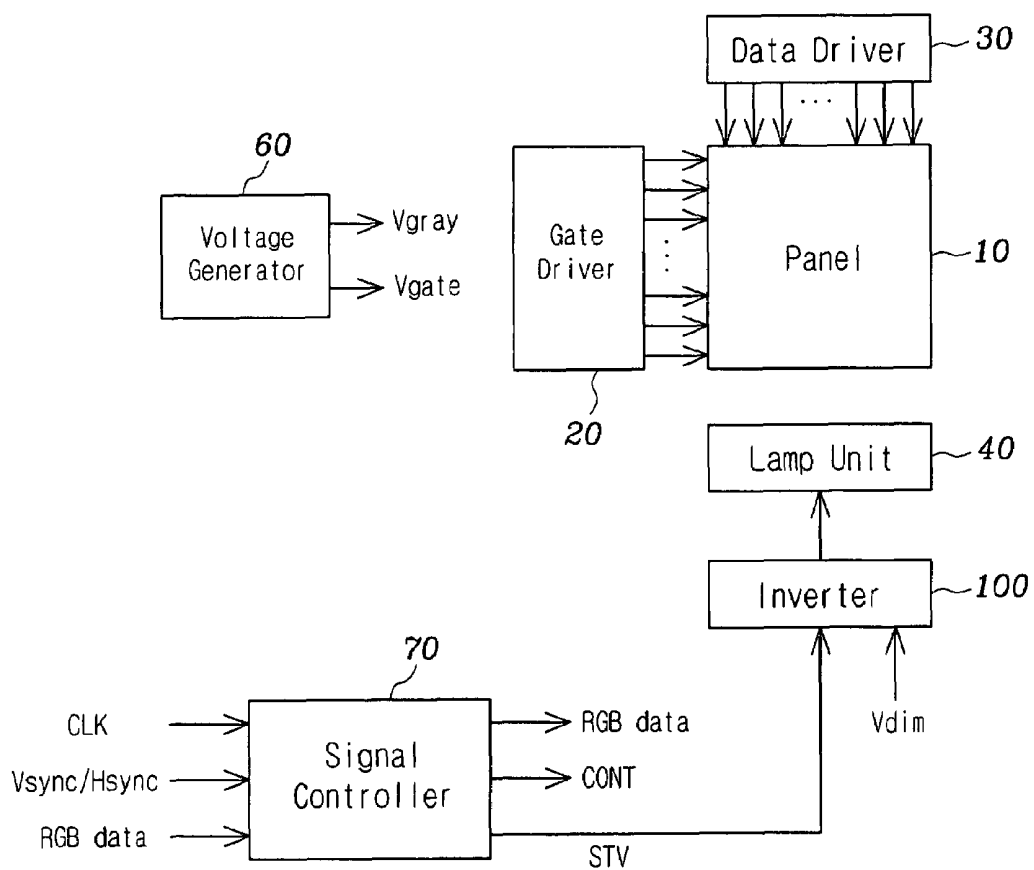 Data Driver
30
60
Voltage
Generator
Vgray
Vgate
Gate
Driver
20
Panel
10
Lamp Unit
40
Inverter
100
Vdim
70
CLK
Vsync/Hsync
RGB data
Signal
Controller
RGB data
CONT
STV